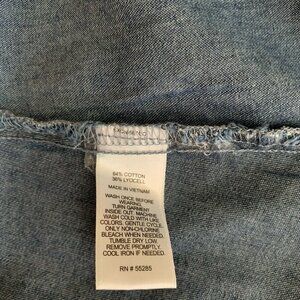 64% COTTON
36% LYOCELL
MADE IN VIETNAM
WASH ONCE BEFORE
WEARING.
TURN GARMENT
INSIDE OUT. MACHINE
WASH COLD WITH LIKE
COLORS. GENTLE CYCLE.
ONLY NON-CHLORINE
BLEACH WHEN NEEDED.
TUMBLE DRY LOW.
REMOVE PROMPTLY.
COOL IRON IF NEEDED.
RN # 55285